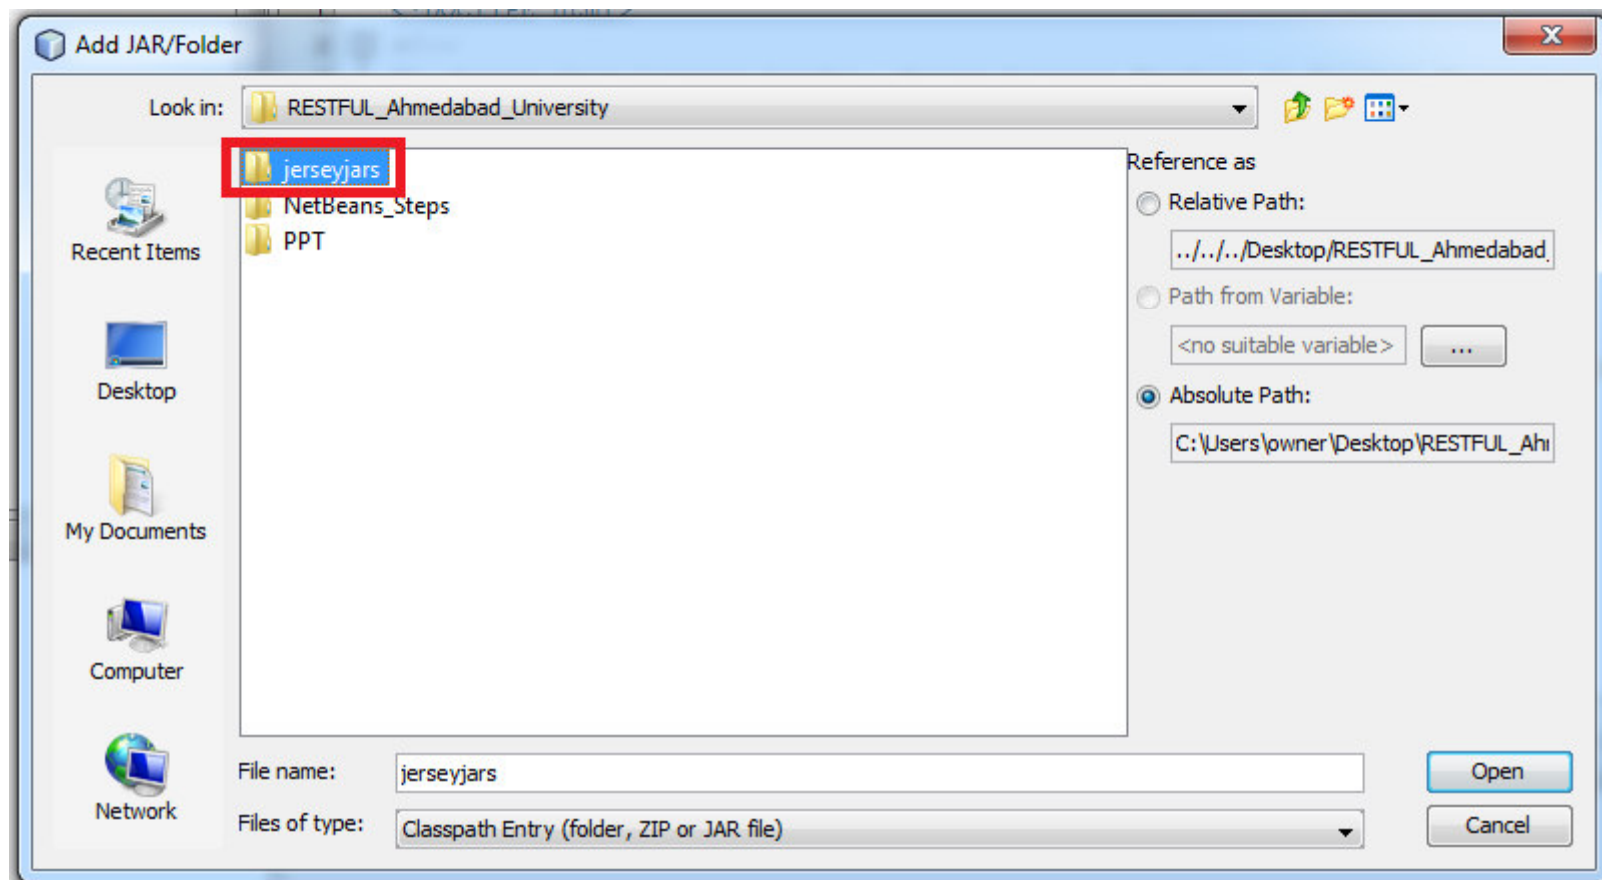 Add JAR/Folder
Look in:
RESTFUL_Ahmedabad_University
jerseyjars
NetBeans_Steps
PPT
Recent Items
Desktop
My Documents
Computer
Network
Reference as
Relative Path:
../../../Desktop/RESTFUL_Ahmedabad_
Path from Variable:
<no suitable variable>
...
Absolute Path:
C:\Users\owner\Desktop\RESTFUL_Ah
File name:
jerseyjars
Open
Files of type:
Classpath Entry (folder, ZIP or JAR file)
Cancel